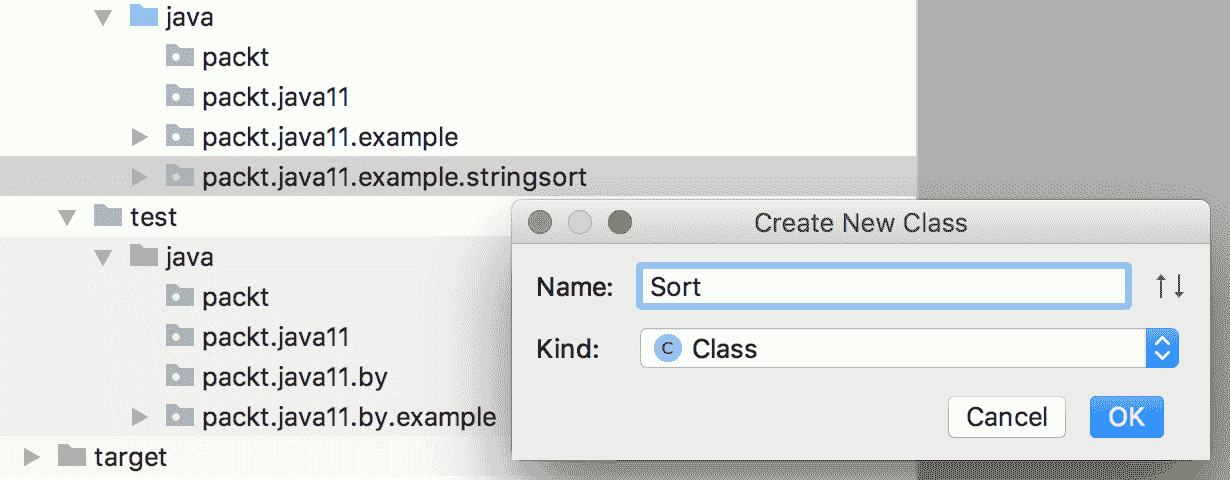 java
packt
packt.java11
packt.java11.example
packt.java11.example.stringsort
test
java
packt
packt.java11
packt.java11.by
packt.java11.by.example
target
Create New Class
Name: Sort
Kind: C Class
Cancel OK